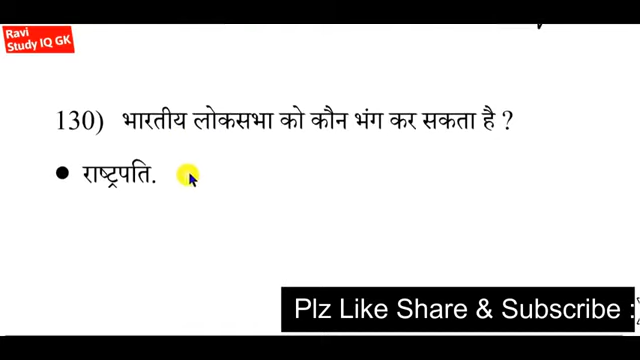 Ravi
Study IQ GK
130) भारतीय लोकसभा को कौन भंग कर सकता है ?
● राष्ट्रपति.
Plz Like Share & Subscribe :